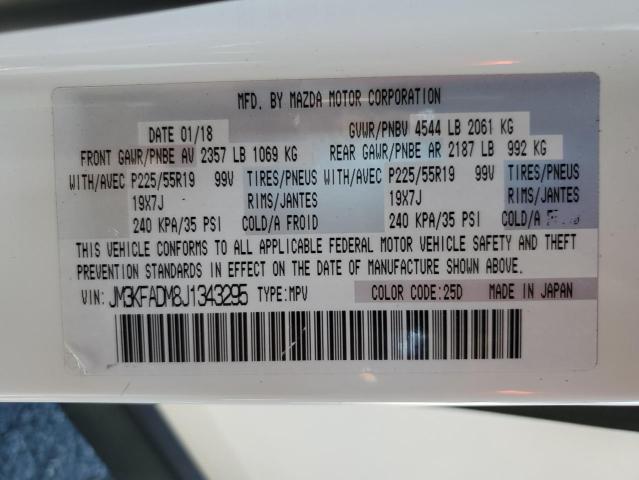 MFD. BY MAZDA MOTOR CORPORATION
DATE 01/18 GVWR/PNBV 4544 LB 2061 KG
FRONT GAWR/PNBE AV 2357 LB 1069 KG REAR GAWR/PNBE AR 2187 LB 992 KG
WITH/AVEC P225/55R19 99V TIRES/PNEUS WITH/AVEC P225/55R19 99V TIRES/PNEUS
19X7J RIMS/JANTES 19X7J RIMS/JANTES
240 KPA/35 PSI COLD/A FROID 240 KPA/35 PSI COLD/A
THIS VEHICLE CONFORMS TO ALL APPLICABLE FEDERAL MOTOR VEHICLE SAFETY AND THEFT
PREVENTION STANDARDS IN EFFECT ON THE DATE OF MANUFACTURE SHOWN ABOVE.
VIN: JM3KFADM8J1343295 TYPE:MPV COLOR CODE:25D MADE IN JAPAN